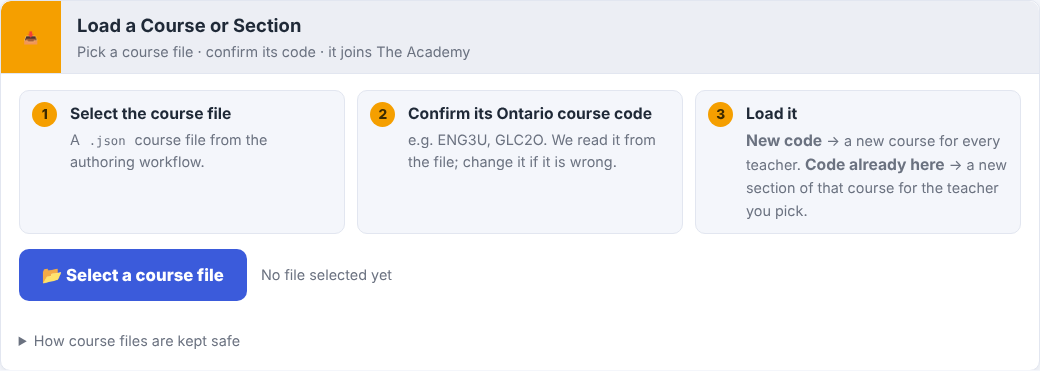 Load a Course or Section
Pick a course file · confirm its code · it joins The Academy
1
Select the course file
A .json course file from the
authoring workflow.
2
Confirm its Ontario course code
e.g. ENG3U, GLC2O. We read it from
the file; change it if it is wrong.
3
Load it
New code → a new course for every
teacher. Code already here → a new
section of that course for the teacher
you pick.
Select a course file
No file selected yet
How course files are kept safe